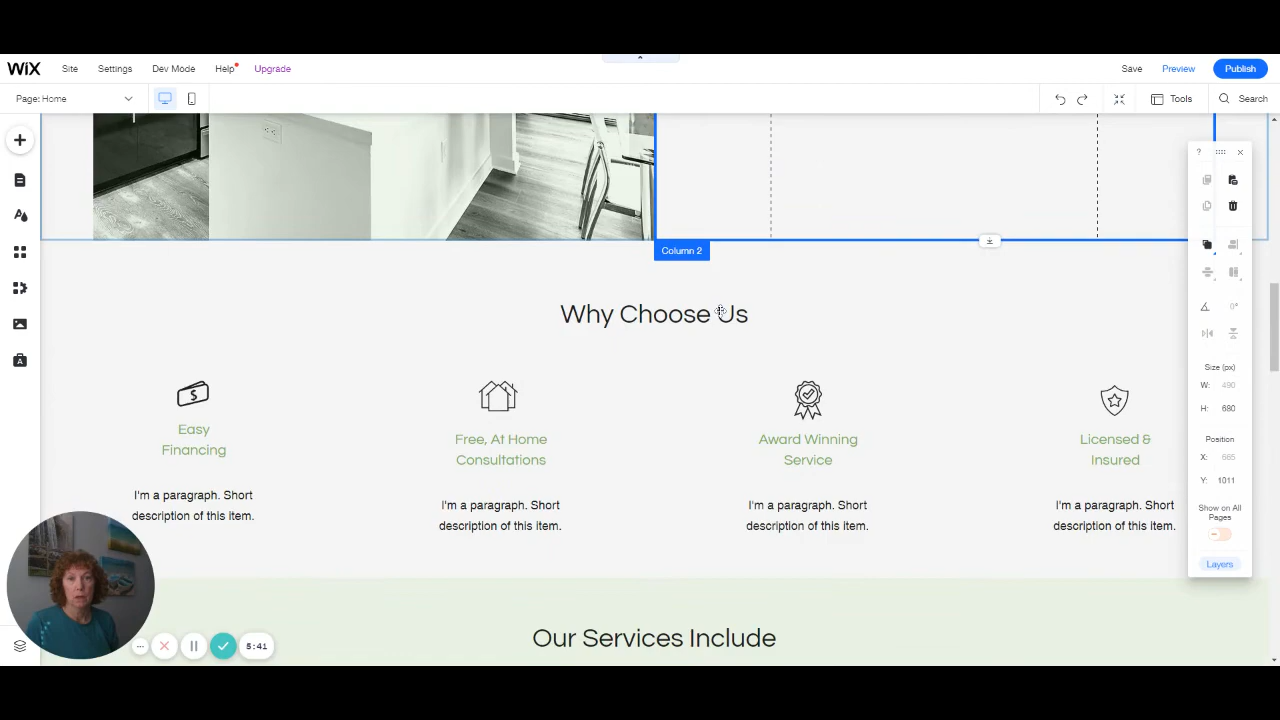 WiX Site Settings Dev Mode Help Upgrade Save Preview Publish
Page: Home Tools Search
?
Column 2
Why Choose Us
Easy
Financing
Free, At Home
Consultations
Award Winning
Service
Licensed &
Insured
I'm a paragraph. Short
description of this item.
I'm a paragraph. Short
description of this item.
I'm a paragraph. Short
description of this item.
I'm a paragraph. Short
description of this item.
0°
Size (px)
W: 490
H: 680
Position
X: 565
Y: 1011
Show on All
Pages
Layers
Our Services Include
5:41